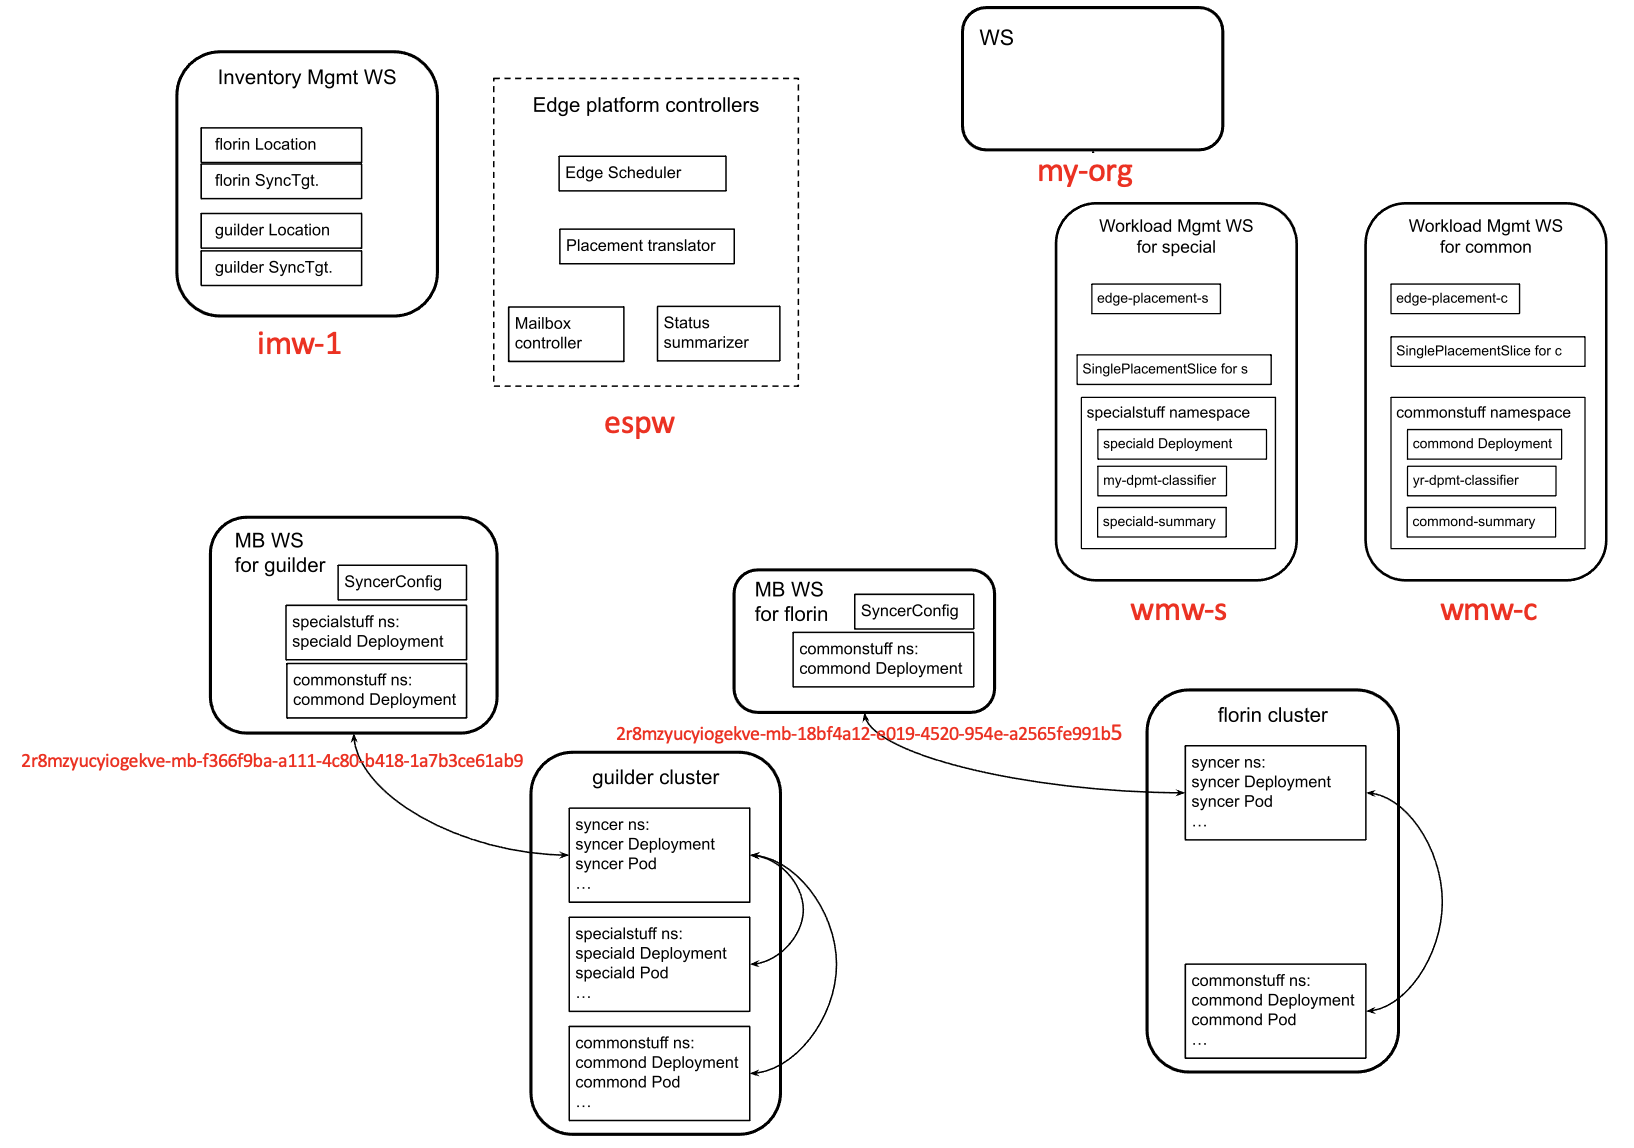 WS
my-org
Inventory Mgmt WS
florin Location
florin SyncTgt.
guilder Location
guilder SyncTgt.
imw-1
Edge platform controllers
Edge Scheduler
Placement translator
Mailbox
controller
Status
summarizer
espw
Workload Mgmt WS
for special
edge-placement-s
SinglePlacementSlice for s
specialstuff namespace
speciald Deployment
my-dpmt-classifier
speciald-summary
wmw-s
Workload Mgmt WS
for common
edge-placement-c
SinglePlacementSlice for c
commonstuff namespace
commond Deployment
yr-dpmt-classifier
commond-summary
wmw-c
MB WS
for guilder
SyncerConfig
specialstuff ns:
speciald Deployment
commonstuff ns:
commond Deployment
2r8mzyucyiogekve-mb-f366f9ba-a111-4c80-b418-1a7b3ce61ab9
MB WS
for florin
SyncerConfig
commonstuff ns:
commond Deployment
2r8mzyucyiogekve-mb-18bf4a12-e019-4520-954e-a2565fe991b5
guilder cluster
syncer ns:
syncer Deployment
syncer Pod
…
specialstuff ns:
speciald Deployment
speciald Pod
…
commonstuff ns:
commond Deployment
commond Pod
…
florin cluster
syncer ns:
syncer Deployment
syncer Pod
…
commonstuff ns:
commond Deployment
commond Pod
…